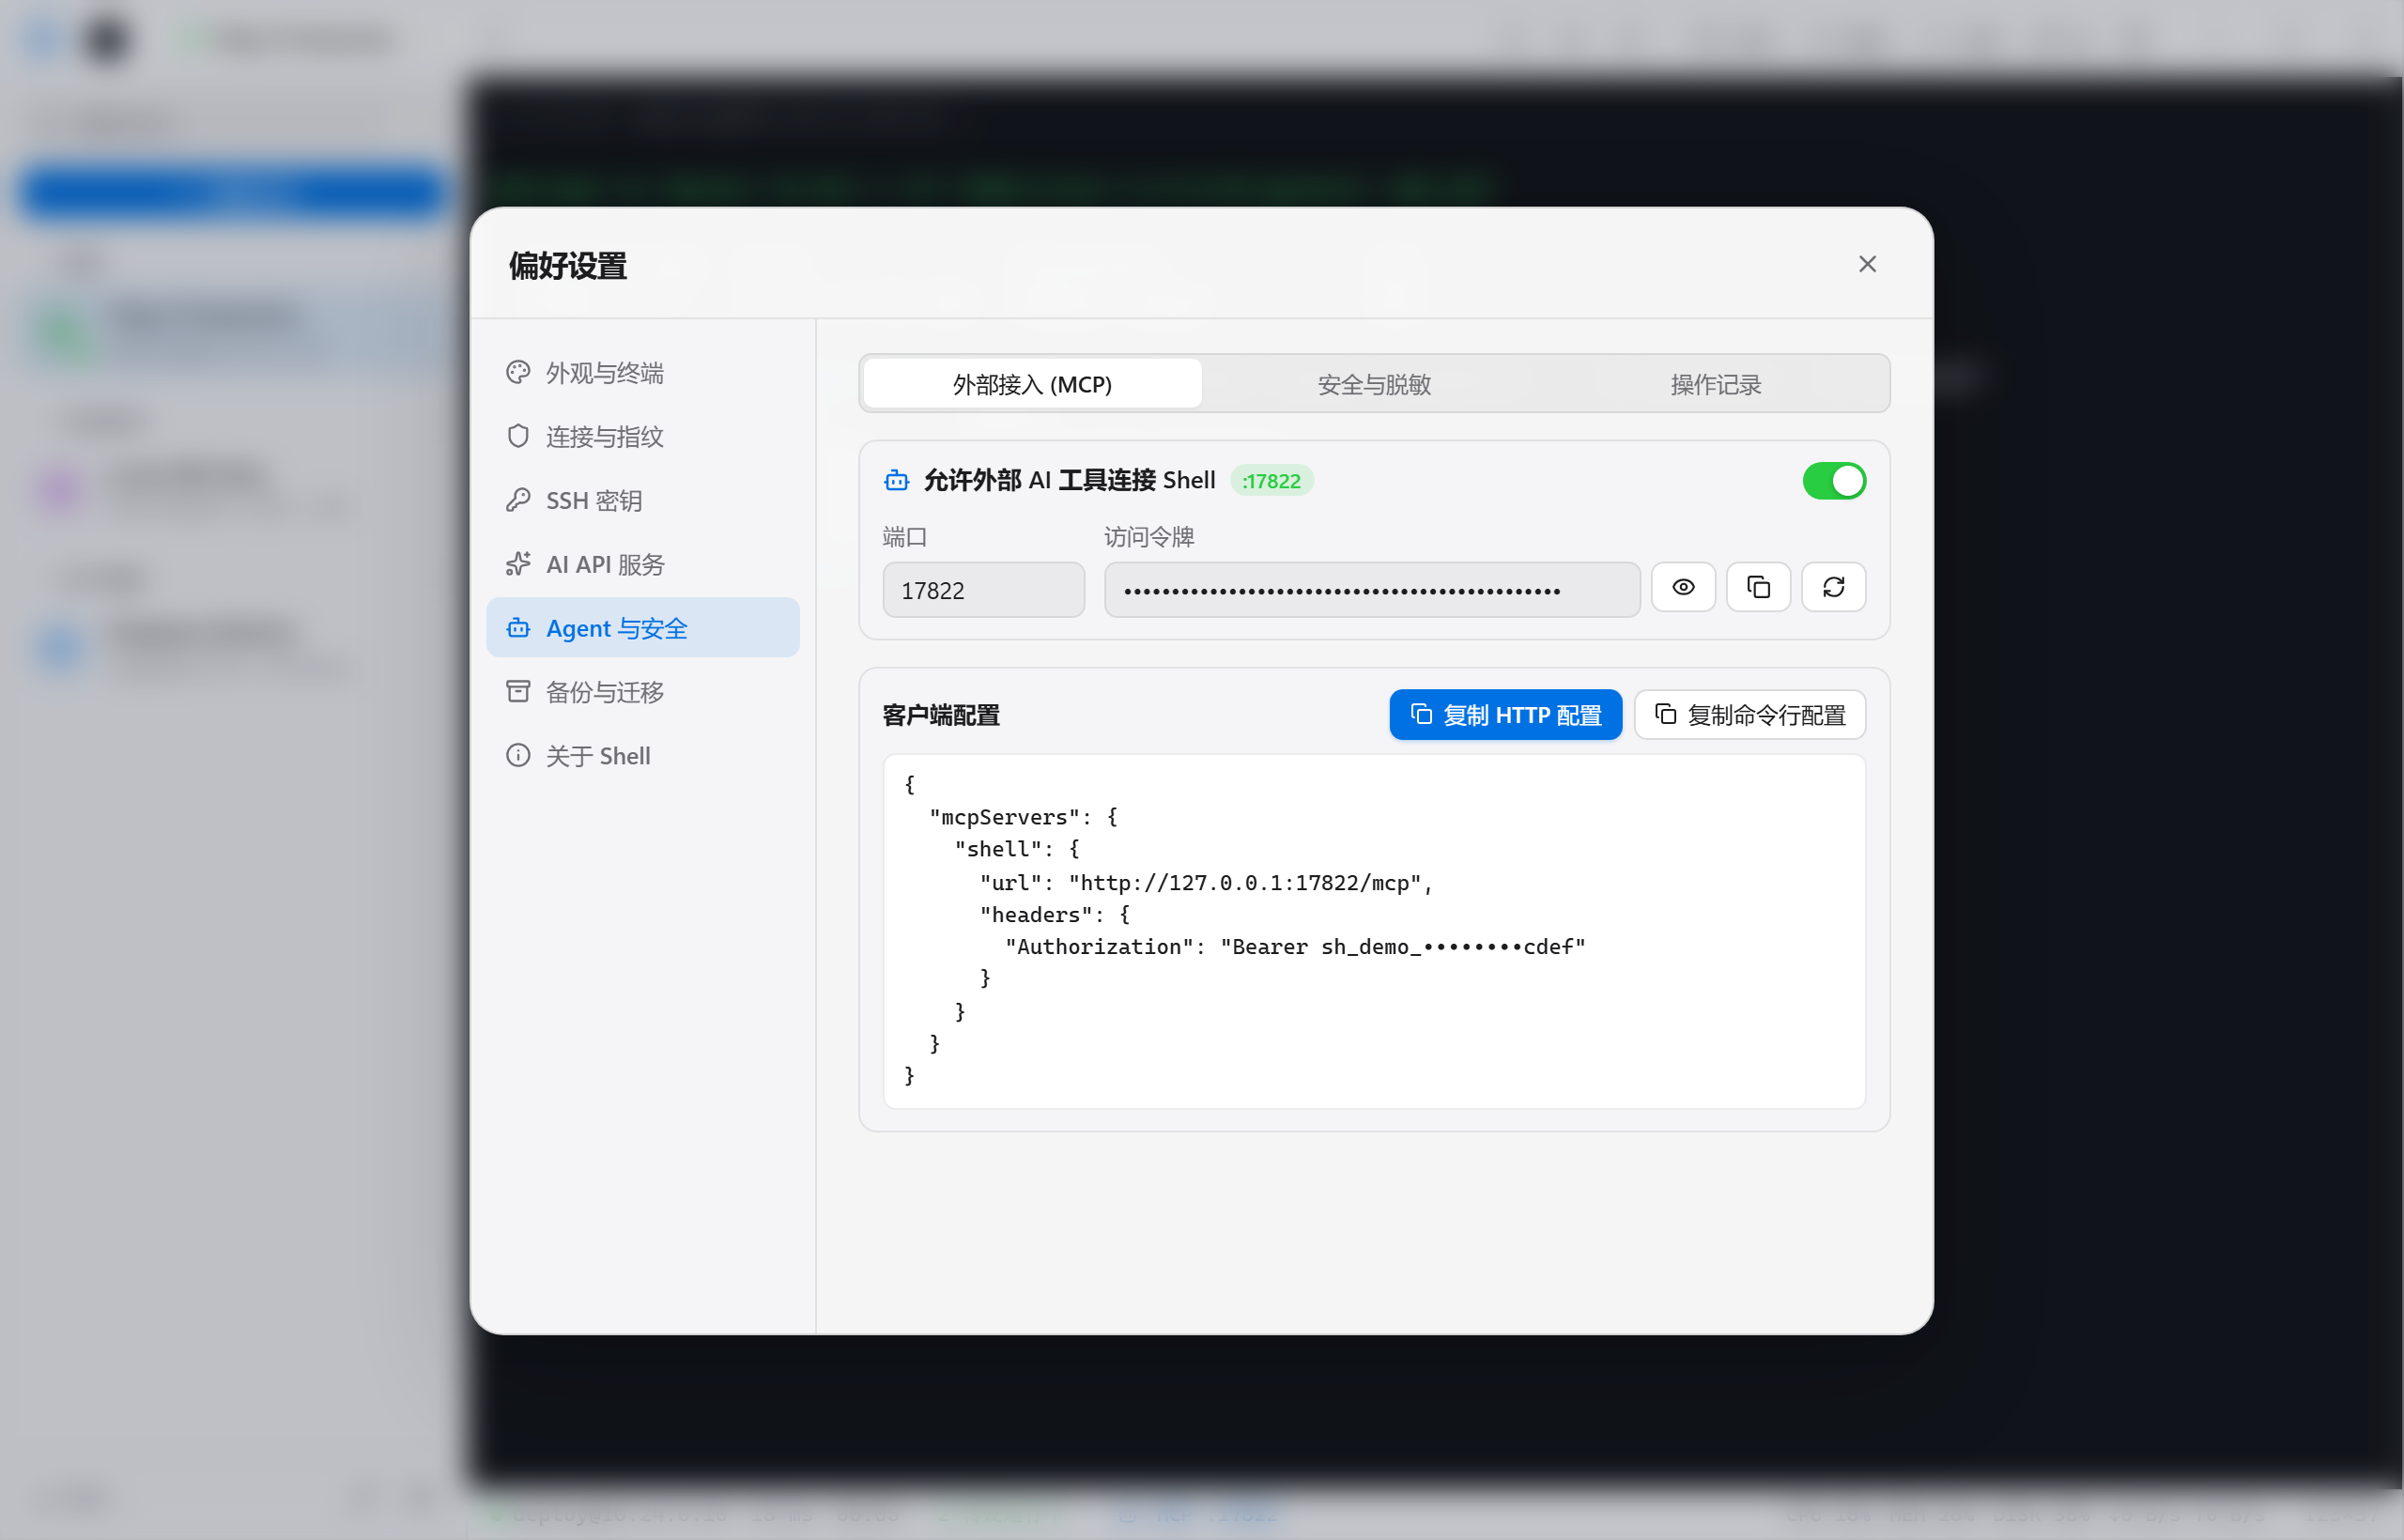 偏好设置
外观与终端
连接与指纹
SSH 密钥
AI API 服务
Agent 与安全
备份与迁移
关于 Shell
外部接入 (MCP)
安全与脱敏
操作记录
允许外部 AI 工具连接 Shell :17822
端口
访问令牌
17822
••••••••••••••••••••••••••••••••••••••••••••••
客户端配置
复制 HTTP 配置
复制命令行配置
{
  "mcpServers": {
    "shell": {
      "url": "http://127.0.0.1:17822/mcp",
      "headers": {
        "Authorization": "Bearer sh_demo_••••••••cdef"
      }
    }
  }
}